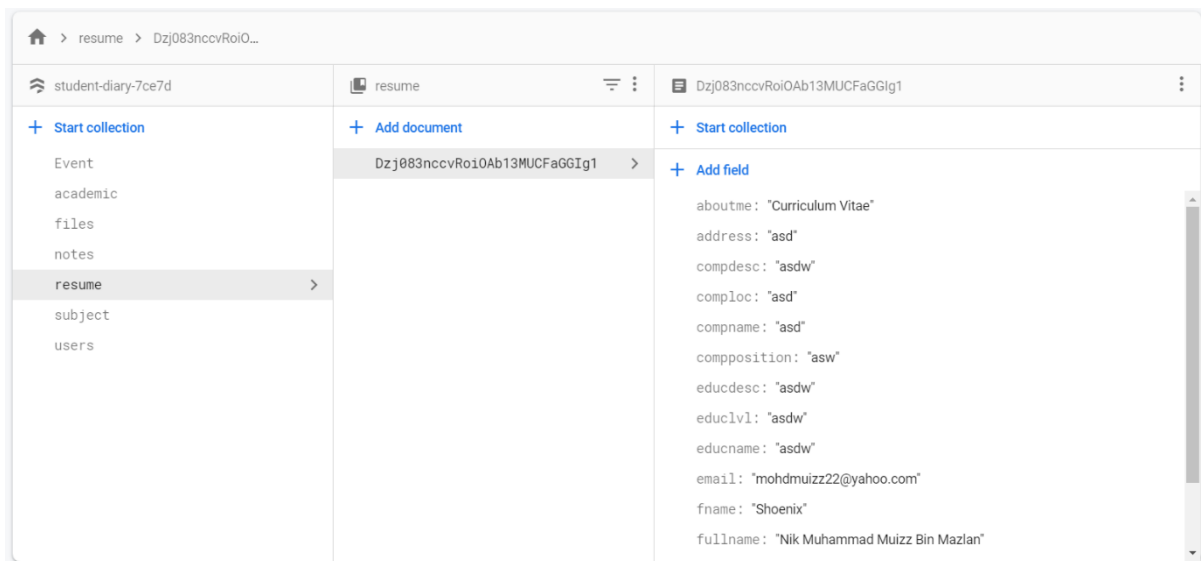 resume > Dzj083nccvRoiO...
student-diary-7ce7d
+ Start collection
Event
academic
files
notes
resume >
subject
users
resume
+ Add document
Dzj083nccvRoiOAb13MUCFaGGIg1 >
Dzj083nccvRoiOAb13MUCFaGGIg1
+ Start collection
+ Add field
aboutme: "Curriculum Vitae"
address: "asd"
compdesc: "asdw"
comploc: "asd"
compname: "asd"
compposition: "asw"
educdesc: "asdw"
educlvl: "asdw"
educname: "asdw"
email: "mohdmuizz22@yahoo.com"
fname: "Shoenix"
fullname: "Nik Muhammad Muizz Bin Mazlan"